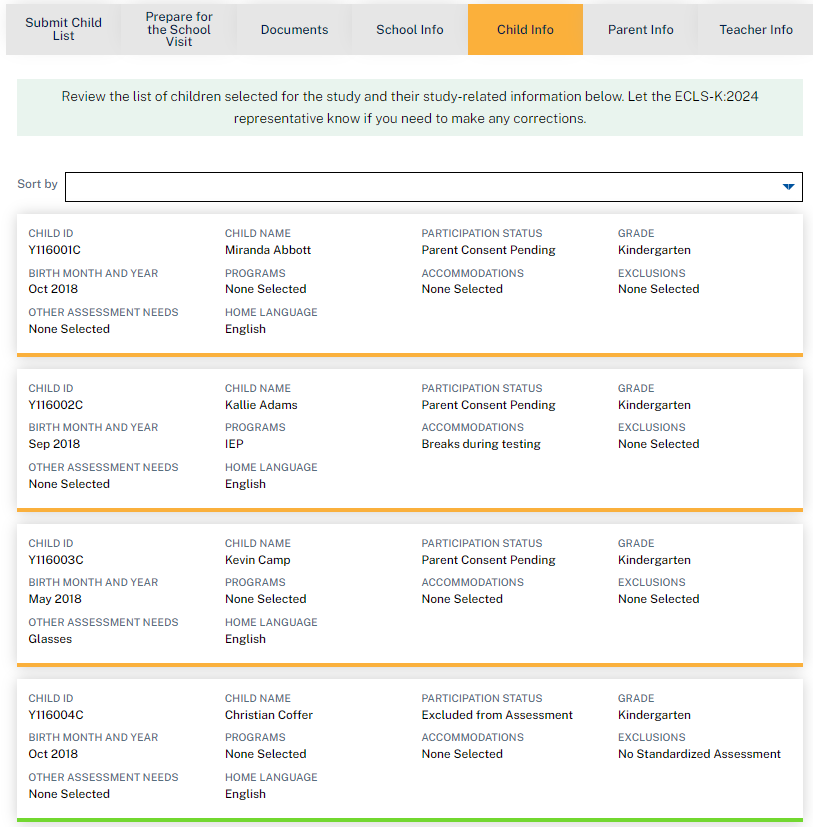 Submit Child
List
Prepare for
the School
Visit
Documents
School Info
Child Info
Parent Info
Teacher Info
Review the list of children selected for the study and their study-related information below. Let the ECLS-K:2024
representative know if you need to make any corrections.
Sort by
CHILD ID CHILD NAME PARTICIPATION STATUS GRADE
Y116001C Miranda Abbott Parent Consent Pending Kindergarten
BIRTH MONTH AND YEAR PROGRAMS ACCOMMODATIONS EXCLUSIONS
Oct 2018 None Selected None Selected None Selected
OTHER ASSESSMENT NEEDS HOME LANGUAGE
None Selected English
CHILD ID CHILD NAME PARTICIPATION STATUS GRADE
Y116002C Kallie Adams Parent Consent Pending Kindergarten
BIRTH MONTH AND YEAR PROGRAMS ACCOMMODATIONS EXCLUSIONS
Sep 2018 IEP Breaks during testing None Selected
OTHER ASSESSMENT NEEDS HOME LANGUAGE
None Selected English
CHILD ID CHILD NAME PARTICIPATION STATUS GRADE
Y116003C Kevin Camp Parent Consent Pending Kindergarten
BIRTH MONTH AND YEAR PROGRAMS ACCOMMODATIONS EXCLUSIONS
May 2018 None Selected None Selected None Selected
OTHER ASSESSMENT NEEDS HOME LANGUAGE
Glasses English
CHILD ID CHILD NAME PARTICIPATION STATUS GRADE
Y116004C Christian Coffer Excluded from Assessment Kindergarten
BIRTH MONTH AND YEAR PROGRAMS ACCOMMODATIONS EXCLUSIONS
Oct 2018 None Selected None Selected No Standardized Assessment
OTHER ASSESSMENT NEEDS HOME LANGUAGE
None Selected English